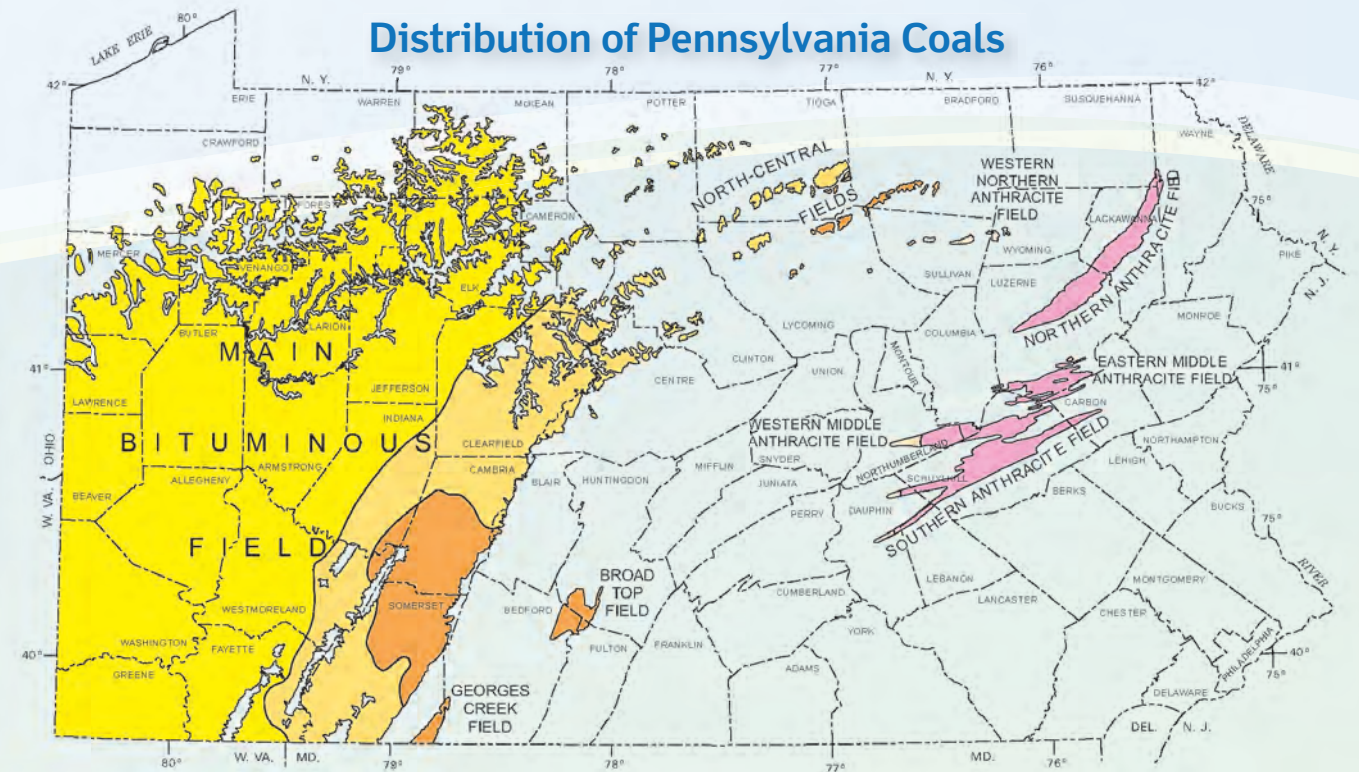 Distribution of Pennsylvania Coals
80°
LAKE ERIE
79°
78°
77°
76°
42°
N. Y.
N. Y.
42°
ERIE
WARREN
McKEAN
POTTER
TIOGA
BRADFORD
SUSQUEHANNA
WAYNE
DELAWARE
CRAWFORD
NORTH-CENTRAL
FIELDS
WESTERN
NORTHERN
ANTHRACITE
FIELD
75°
FOREST
CAMERON
LACKAWANNA
N. Y.
N. J.
PIKE
MERCER
VENANGO
ELK
WYOMING
SULLIVAN
LUZERNE
NORTHERN ANTHRACITE FIELD
MONROE
BUTLER
CLARION
LYCOMING
COLUMBIA
MAIN
CLINTON
UNION
MONTOUR
EASTERN MIDDLE
ANTHRACITE FIELD
41°
41°
75°
CENTRE
JEFFERSON
LAWRENCE
CARBON
INDIANA
BITUMINOUS
CLEARFIELD
WESTERN MIDDLE
ANTHRACITE FIELD
NORTHUMBERLAND
NORTHAMPTON
OHIO
W. VA.
ARMSTRONG
CAMBRIA
MIFFLIN
SNYDER
LEHIGH
ALLEGHENY
BLAIR
HUNTINGDON
JUNIATA
SCHUYLKILL
BEAVER
BERKS
BUCKS
PERRY
DAUPHIN
SOUTHERN ANTHRACITE FIELD
75°
FIELD
RIVER
BROAD
TOP
FIELD
LEBANON
MONTGOMERY
CUMBERLAND
LANCASTER
WESTMORELAND
SOMERSET
BEDFORD
CHESTER
YORK
WASHINGTON
FAYETTE
FULTON
FRANKLIN
PHILADELPHIA
40°
40°
75°
GREENE
ADAMS
GEORGES
CREEK
FIELD
DELAWARE
DEL.
N. J.
80°
W. VA.
MD.
79°
78°
77°
MD.
76°